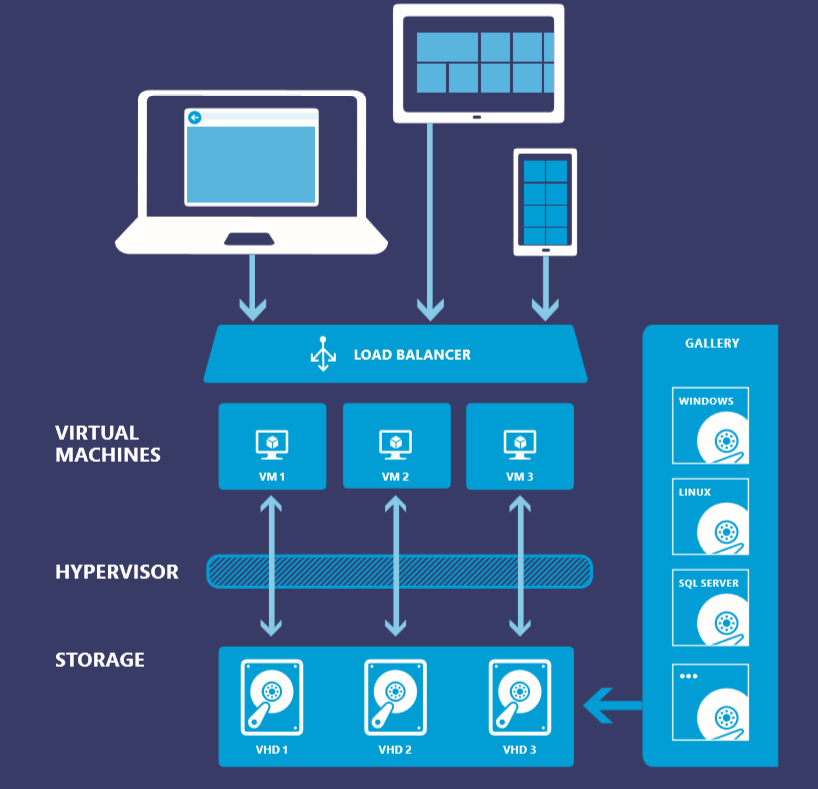 LOAD BALANCER
GALLERY
WINDOWS
LINUX
SQL SERVER
•••
VIRTUAL
MACHINES
VM 1
VM 2
VM 3
HYPERVISOR
STORAGE
VHD 1
VHD 2
VHD 3